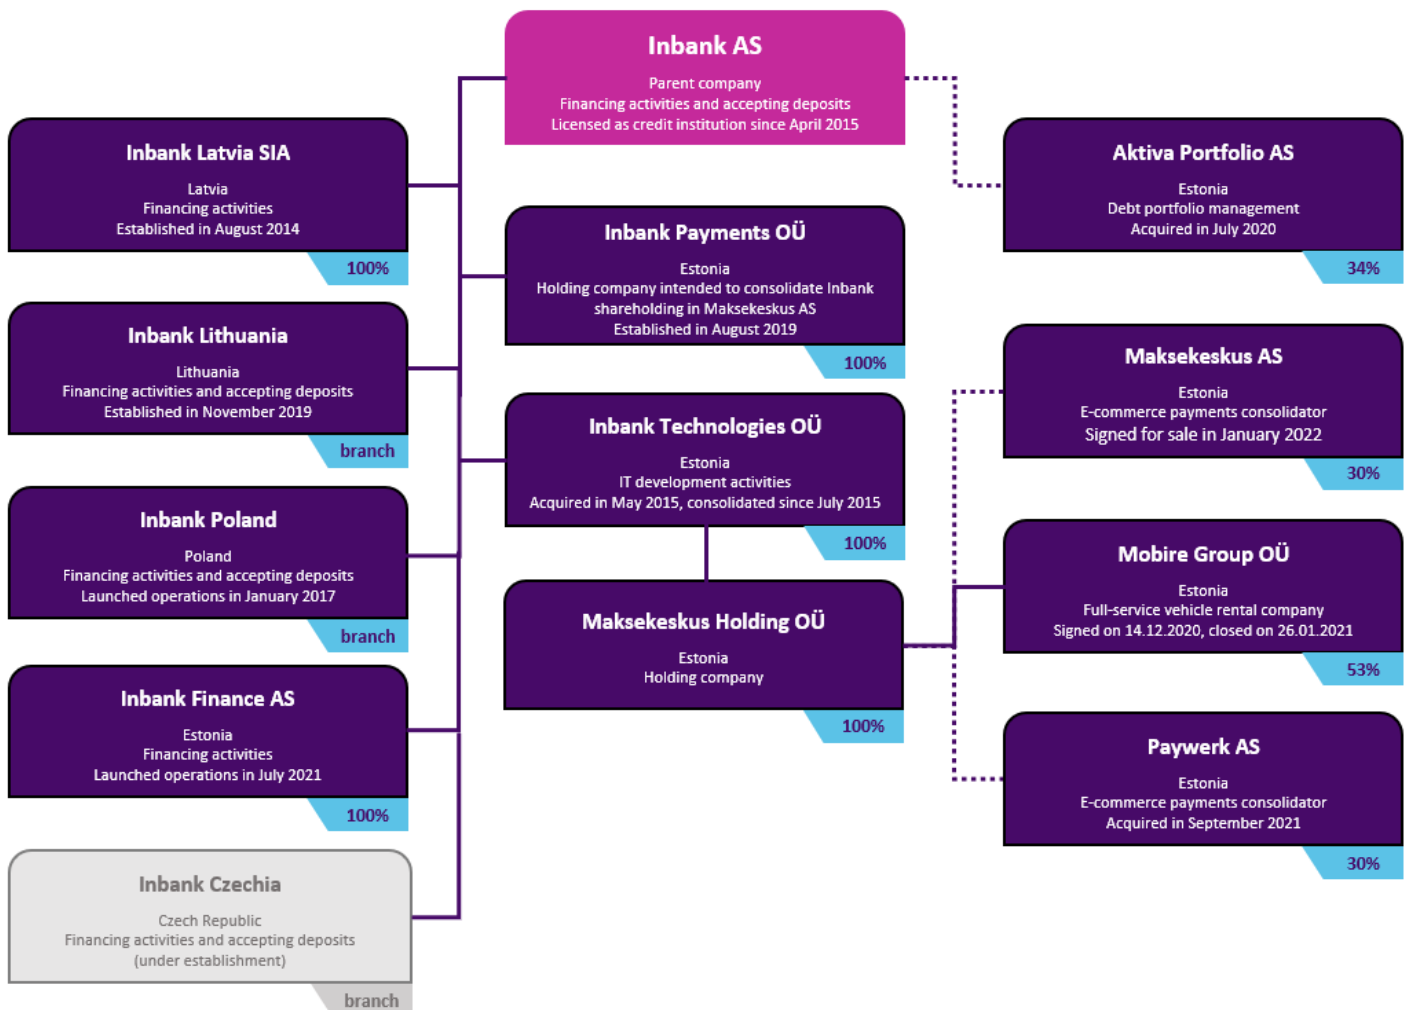 Inbank AS
Parent company
Financing activities and accepting deposits
Licensed as credit institution since April 2015
Inbank Latvia SIA
Latvia
Financing activities
Established in August 2014
100%
Inbank Lithuania
Lithuania
Financing activities and accepting deposits
Established in November 2019
branch
Inbank Poland
Poland
Financing activities and accepting deposits
Launched operations in January 2017
branch
Inbank Finance AS
Estonia
Financing activities
Launched operations in July 2021
100%
Inbank Czechia
Czech Republic
Financing activities and accepting deposits
(under establishment)
branch
Inbank Payments OÜ
Estonia
Holding company intended to consolidate Inbank
shareholding in Maksekeskus AS
Established in August 2019
100%
Inbank Technologies OÜ
Estonia
IT development activities
Acquired in May 2015, consolidated since July 2015
100%
Maksekeskus Holding OÜ
Estonia
Holding company
100%
Aktiva Portfolio AS
Estonia
Debt portfolio management
Acquired in July 2020
34%
Maksekeskus AS
Estonia
E-commerce payments consolidator
Signed for sale in January 2022
30%
Mobire Group OÜ
Estonia
Full-service vehicle rental company
Signed on 14.12.2020, closed on 26.01.2021
53%
Paywerk AS
Estonia
E-commerce payments consolidator
Acquired in September 2021
30%